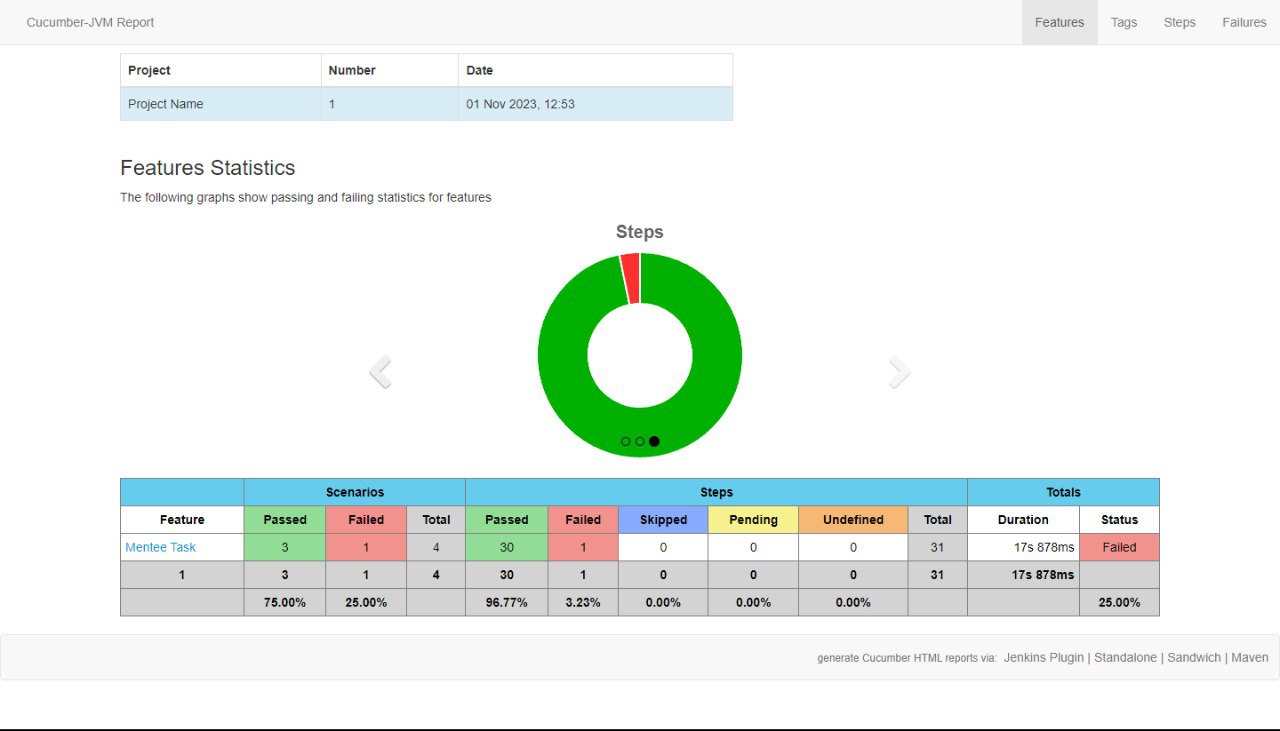 Cucumber-JVM Report Features Tags Steps Failures
Project Number Date
Project Name 1 01 Nov 2023, 12:53
Features Statistics
The following graphs show passing and failing statistics for features
Steps
Scenarios Steps Totals
Feature Passed Failed Total Passed Failed Skipped Pending Undefined Total Duration Status
Mentee Task 3 1 4 30 1 0 0 0 31 17s 878ms Failed
1 3 1 4 30 1 0 0 0 31 17s 878ms
75.00% 25.00% 96.77% 3.23% 0.00% 0.00% 0.00% 25.00%
generate Cucumber HTML reports via: Jenkins Plugin | Standalone | Sandwich | Maven